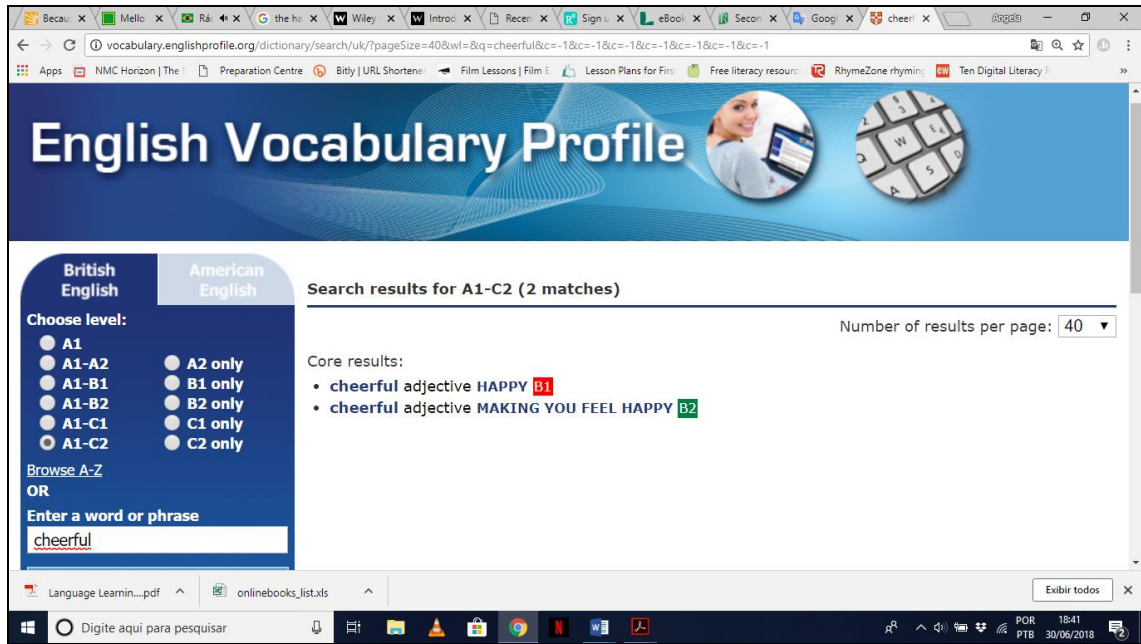 Becau
Mello
Rá
G the ha
Wiley
Introd
Recen
Sign u
eBook
Secon
Goog
cheerf
Angela
vocabulary.englishprofile.org/dictionary/search/uk/?pageSize=40&wl=&q=cheerful&c=-1&c=-1&c=-1&c=-1&c=-1&c=-1
Apps NMC Horizon | The Preparation Centre Bitly | URL Shortener Film Lessons | Film E Lesson Plans for Firs Free literacy resourc RhymeZone rhyming Ten Digital Literacy
English Vocabulary Profile
British English
American English
Choose level:
A1
A1-A2 A2 only
A1-B1 B1 only
A1-B2 B2 only
A1-C1 C1 only
A1-C2 C2 only
Browse A-Z
OR
Enter a word or phrase
cheerful
Search results for A1-C2 (2 matches)
Number of results per page: 40
Core results:
• cheerful adjective HAPPY B1
• cheerful adjective MAKING YOU FEEL HAPPY B2
Language Learnin....pdf onlinebooks_list.xls Exibir todos
Digite aqui para pesquisar
POR
PTB
18:41
30/06/2018